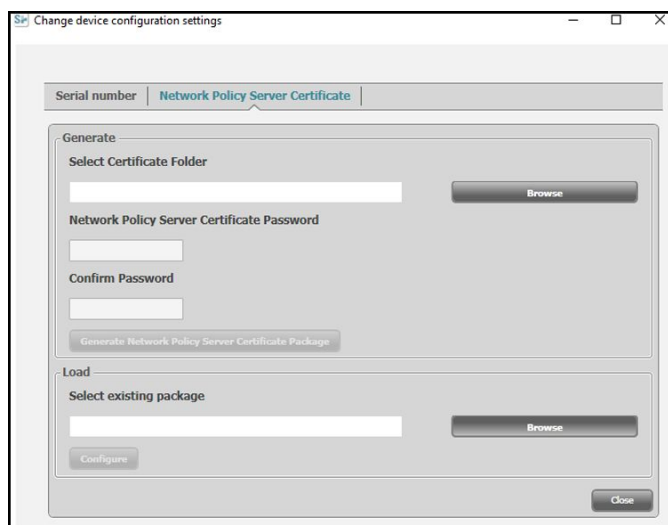 Change device configuration settings
Serial number Network Policy Server Certificate
Generate
Select Certificate Folder
Browse
Network Policy Server Certificate Password
Confirm Password
Generate Network Policy Server Certificate Package
Load
Select existing package
Browse
Configure
Close